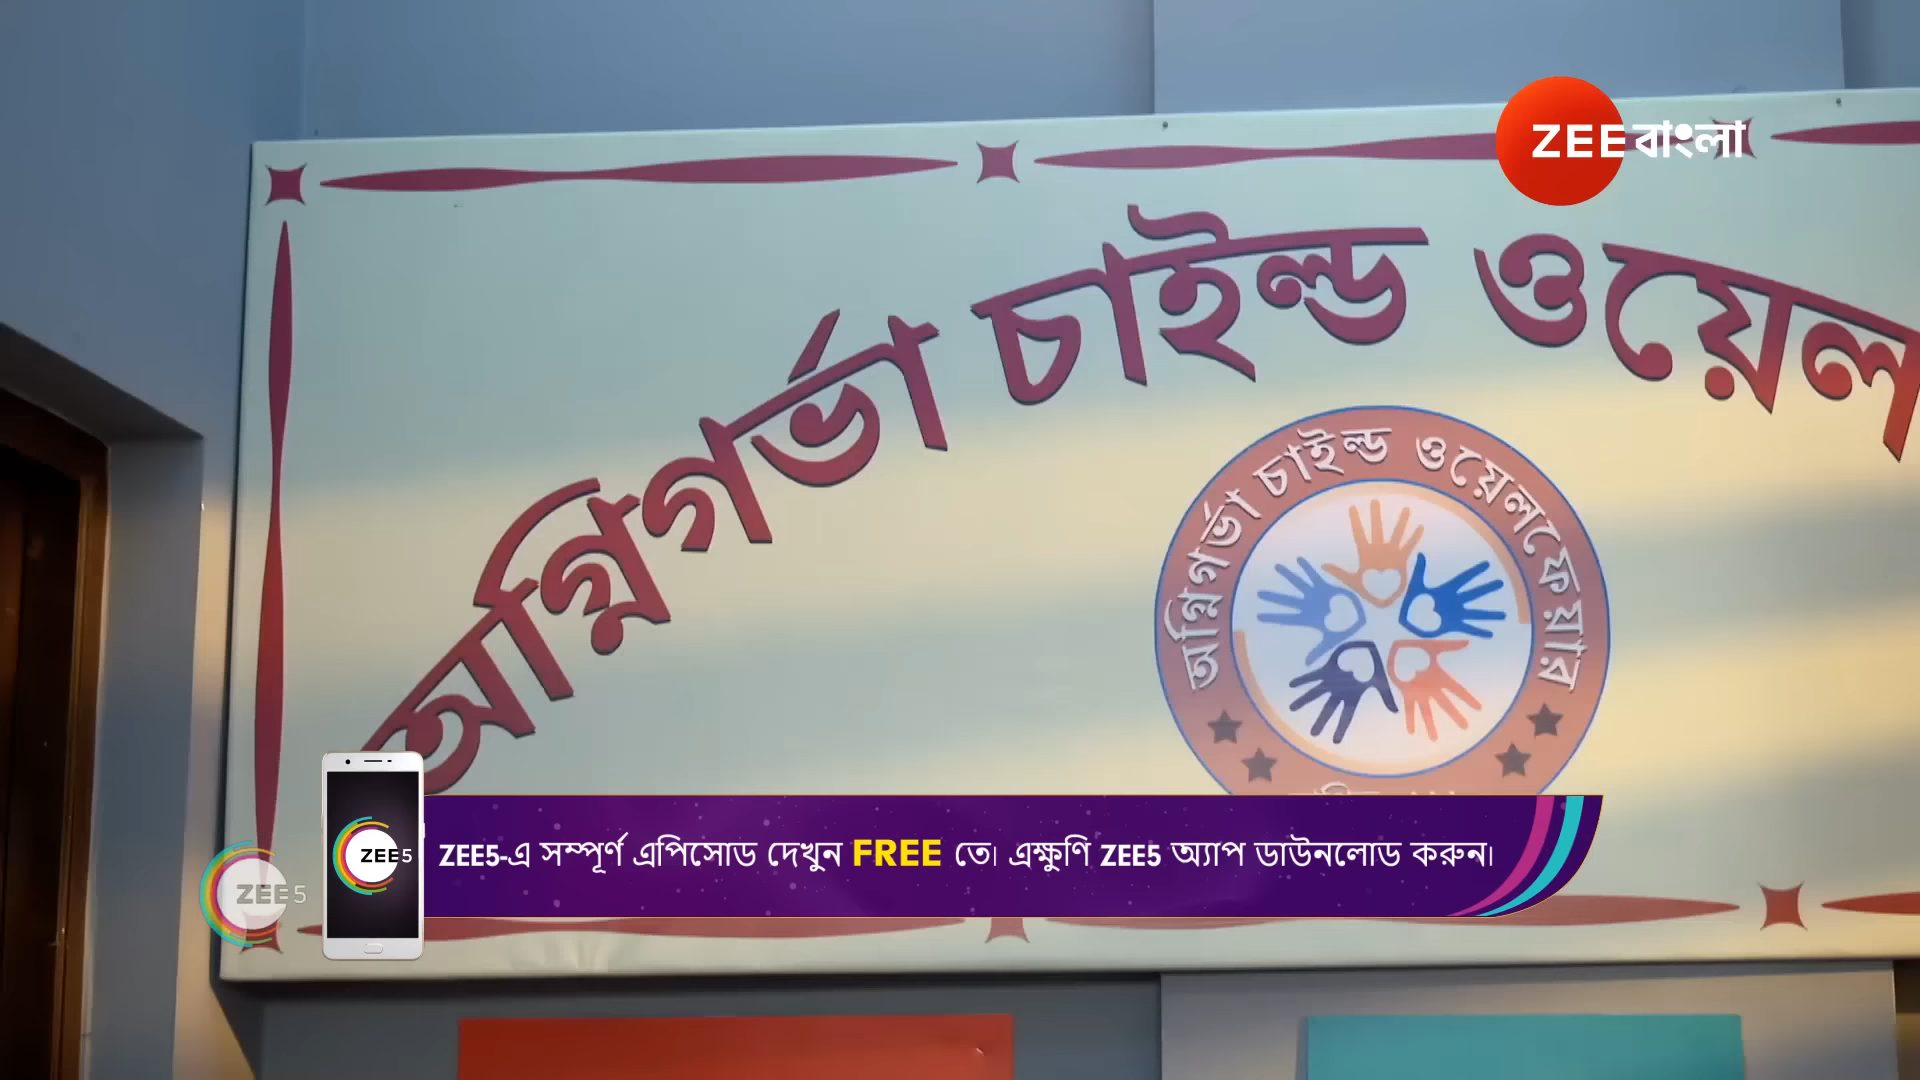 ZEE বাংলা
অগ্নিগর্ভা চাইল্ড ওয়েল
অগ্নিগর্ভা চাইল্ড ওয়েলফেয়ার
ZEE5
ZEE5
ZEE5-এ সম্পূর্ণ এপিসোড দেখুন FREE তে। এক্ষুণি ZEE5 অ্যাপ ডাউনলোড করুন।